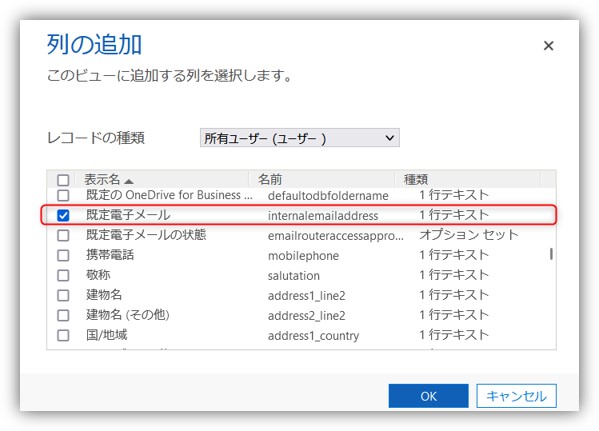 列の追加
このビューに追加する列を選択します。
レコードの種類 所有ユーザー (ユーザー )
表示名 名前 種類
既定の OneDrive for Business ... defaultodbfoldername 1 行テキスト
既定電子メール internalemailaddress 1 行テキスト
既定電子メールの状態 emailrouteraccessappro... オプション セット
携帯電話 mobilephone 1 行テキスト
敬称 salutation 1 行テキスト
建物名 address1_line2 1 行テキスト
建物名 (その他) address2_line2 1 行テキスト
国/地域 address1_country 1 行テキスト
OK キャンセル